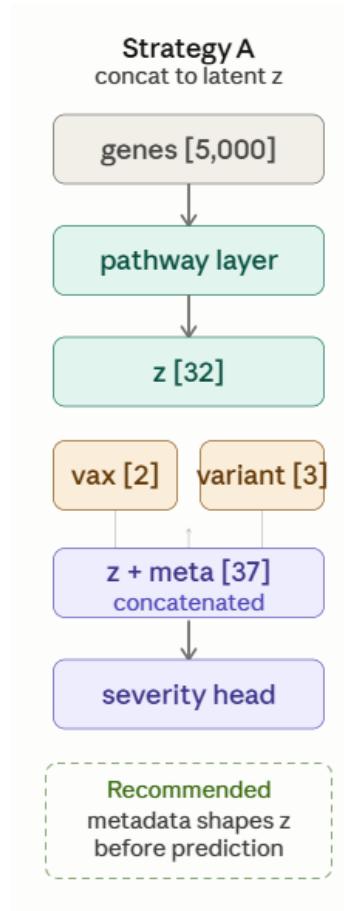 Strategy A
concat to latent z
genes [5,000]
pathway layer
z [32]
vax [2]
variant [3]
z + meta [37]
concatenated
severity head
Recommended
metadata shapes z
before prediction